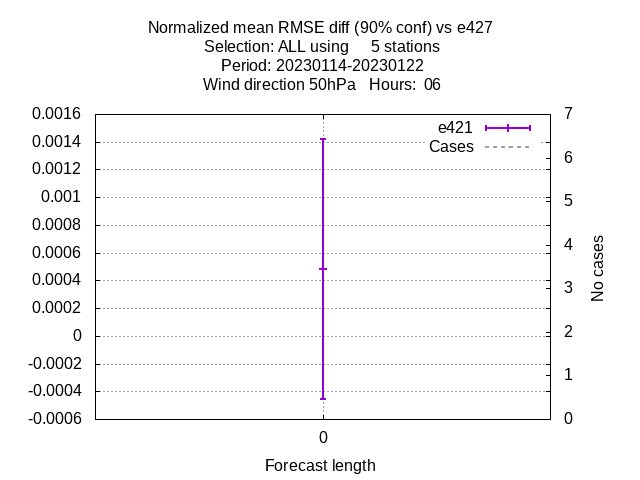 Normalized mean RMSE diff (90% conf) vs e427
Selection: ALL using 5 stations
Period: 20230114-20230122
Wind direction 50hPa Hours: 06
0.0016
0.0014
0.0012
0.001
0.0008
0.0006
0.0004
0.0002
0
-0.0002
-0.0004
-0.0006
7
6
5
4
3
2
1
0
e421
Cases
No cases
0
Forecast length